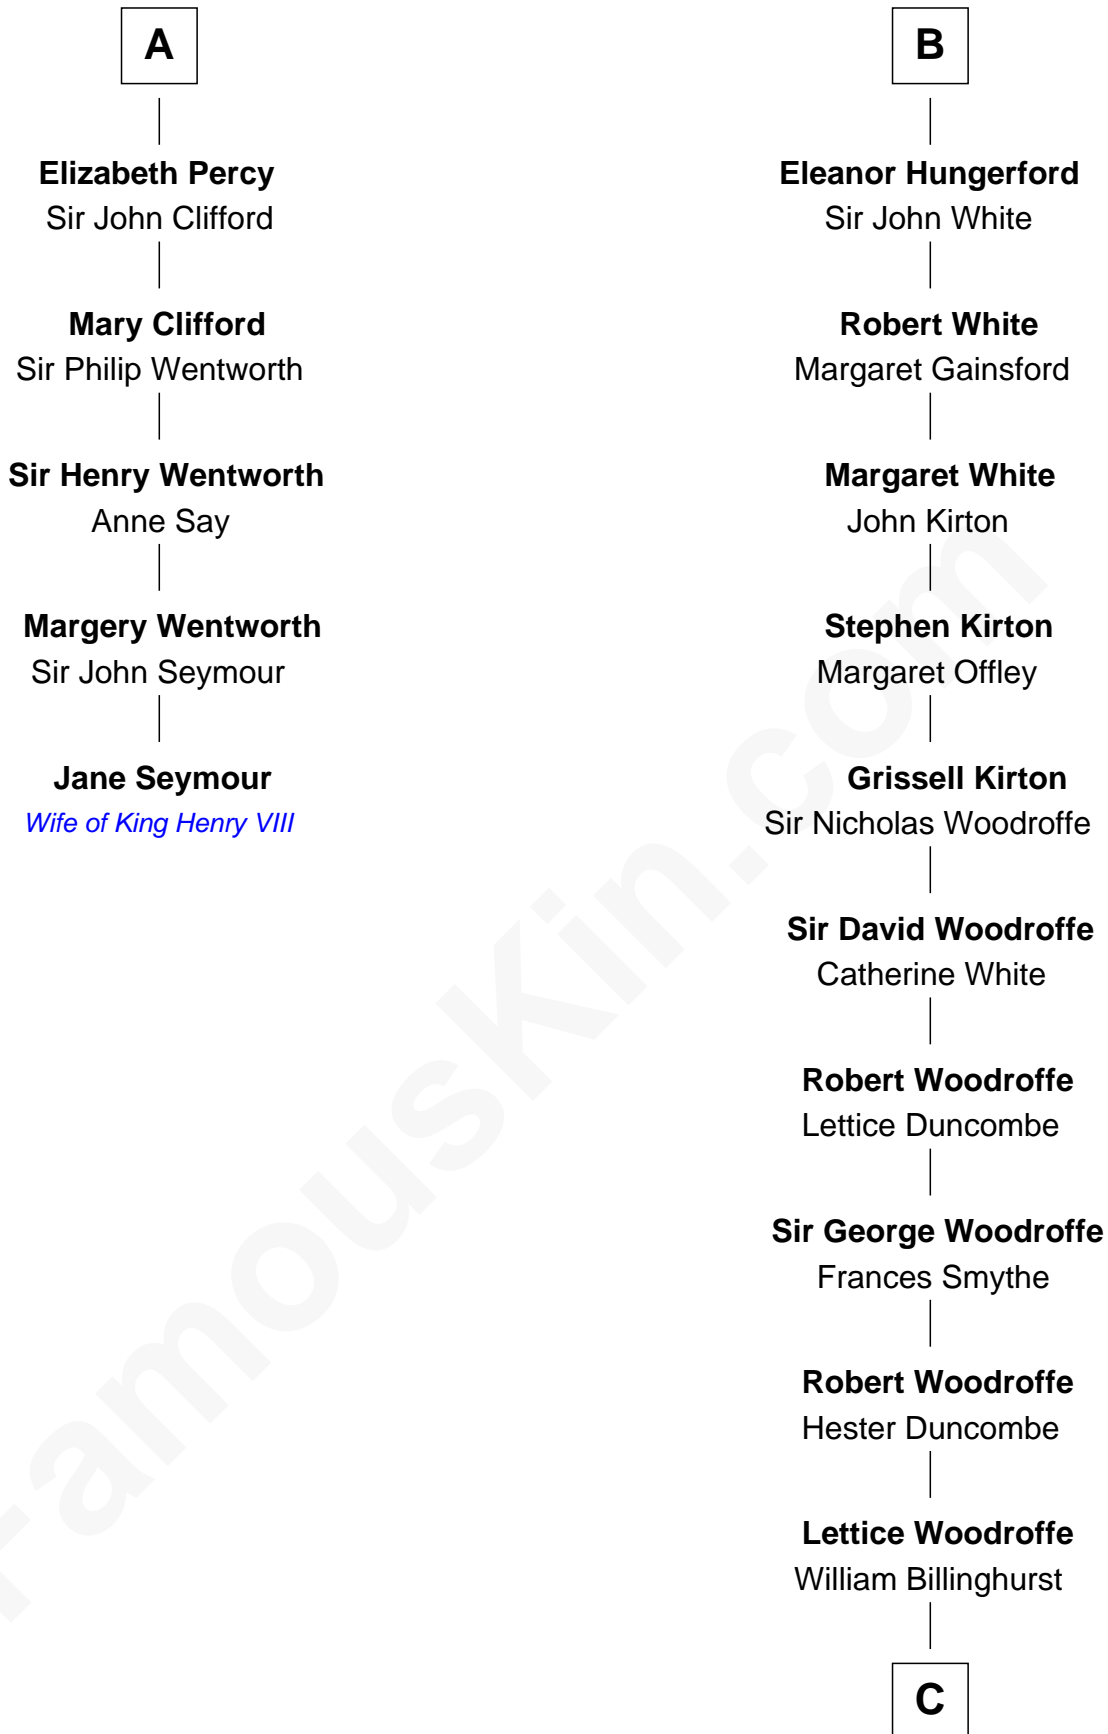 A
Elizabeth Percy
Sir John Clifford
Mary Clifford
Sir Philip Wentworth
Sir Henry Wentworth
Anne Say
Margery Wentworth
Sir John Seymour
Jane Seymour
Wife of King Henry VIII
B
Eleanor Hungerford
Sir John White
Robert White
Margaret Gainsford
Margaret White
John Kirton
Stephen Kirton
Margaret Offley
Grissell Kirton
Sir Nicholas Woodroffe
Sir David Woodroffe
Catherine White
Robert Woodroffe
Lettice Duncombe
Sir George Woodroffe
Frances Smythe
Robert Woodroffe
Hester Duncombe
Lettice Woodroffe
William Billinghurst
C
FamousKin.com